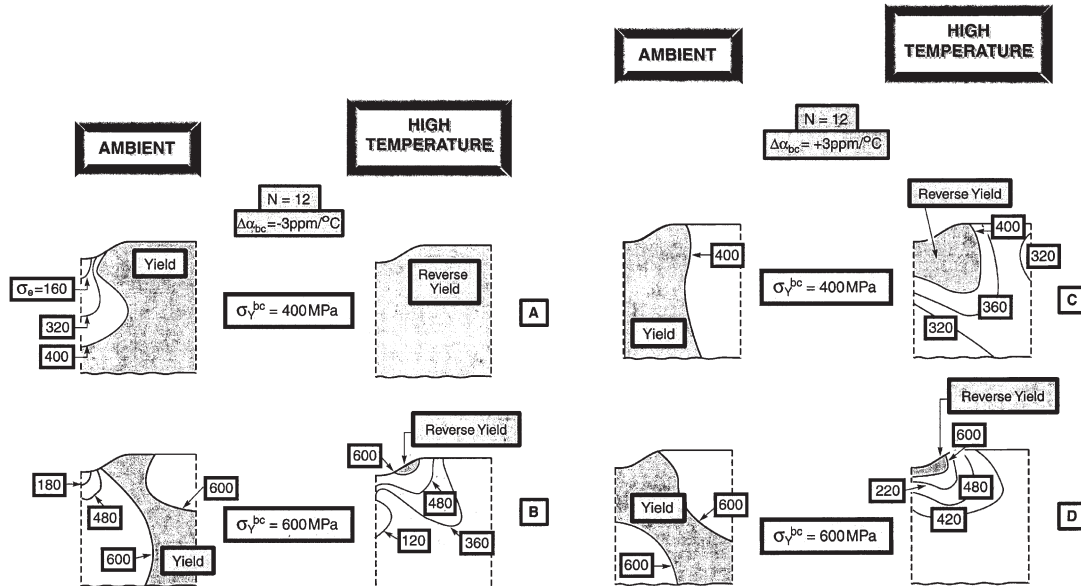 AMBIENT
HIGH
TEMPERATURE
N = 12
Δα_bc=-3ppm/°C
Yield
σ_e=160
320
400
σ_Y^bc = 400MPa
Reverse
Yield
A
180
480
600
Yield
600
σ_Y^bc = 600MPa
600
Reverse Yield
480
120
360
B
AMBIENT
HIGH
TEMPERATURE
N = 12
Δα_bc= +3ppm/°C
400
Yield
σ_Y^bc = 400MPa
Reverse Yield
400
320
360
320
C
Yield
600
600
σ_Y^bc = 600MPa
Reverse Yield
600
220
480
420
D